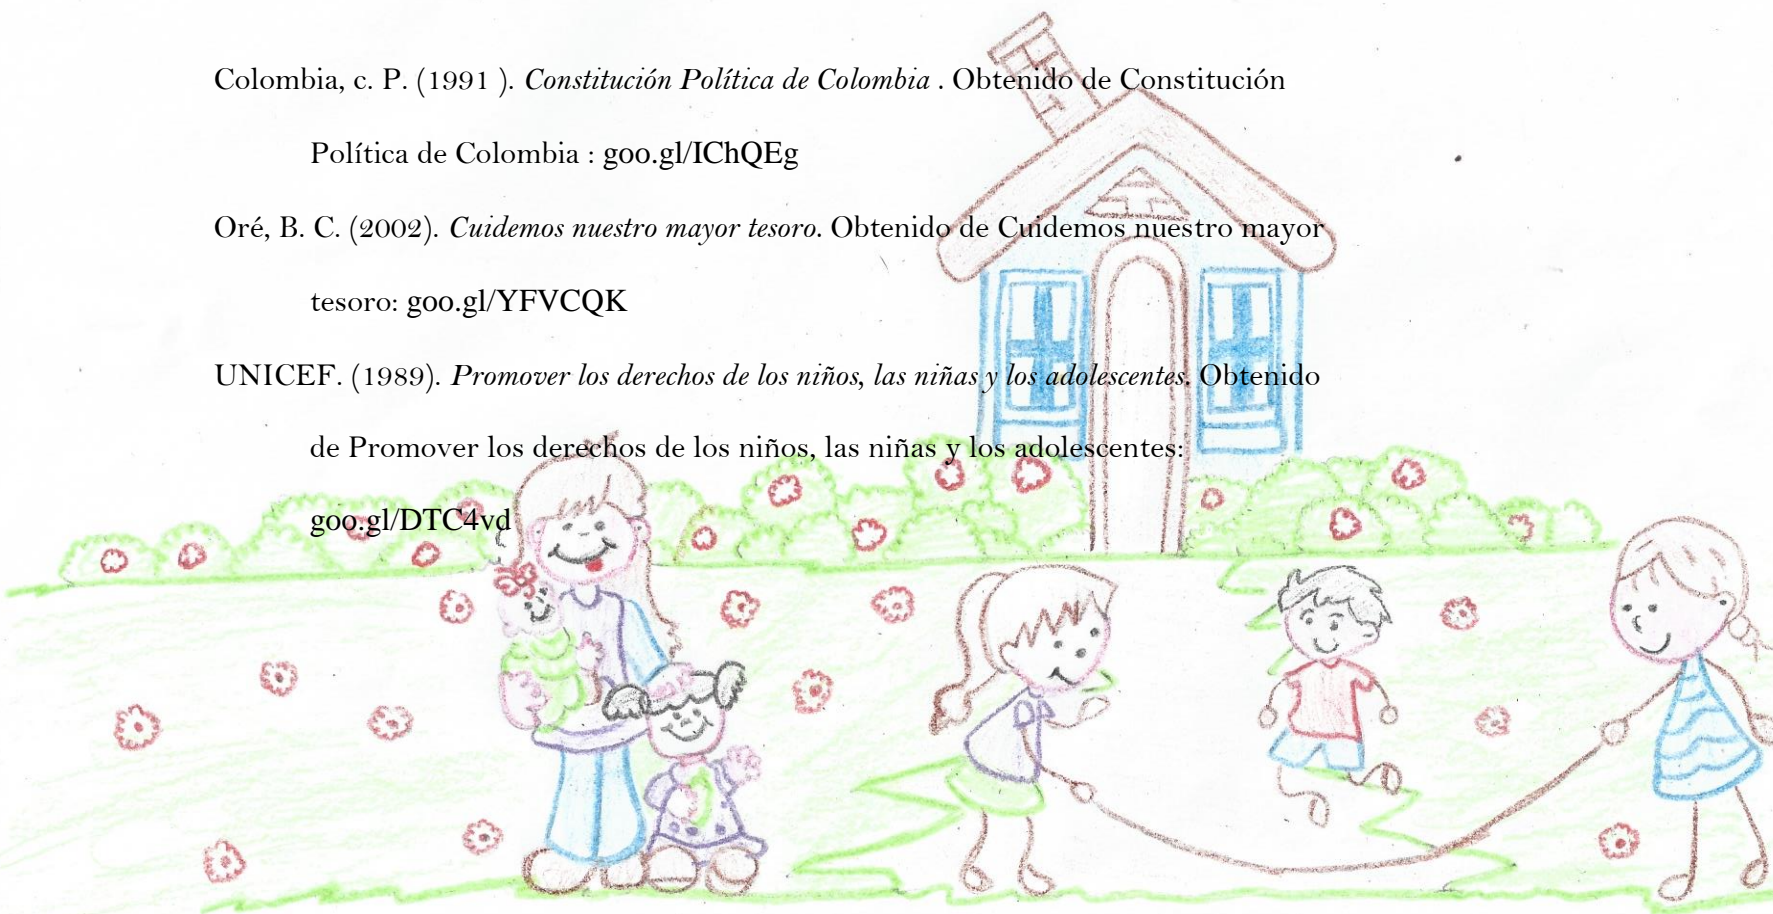 Colombia, c. P. (1991 ). Constitución Política de Colombia . Obtenido de Constitución
Política de Colombia : goo.gl/IChQEg
Oré, B. C. (2002). Cuidemos nuestro mayor tesoro. Obtenido de Cuidemos nuestro mayor
tesoro: goo.gl/YFVCQK
UNICEF. (1989). Promover los derechos de los niños, las niñas y los adolescentes. Obtenido
de Promover los derechos de los niños, las niñas y los adolescentes:
goo.gl/DTC4vd